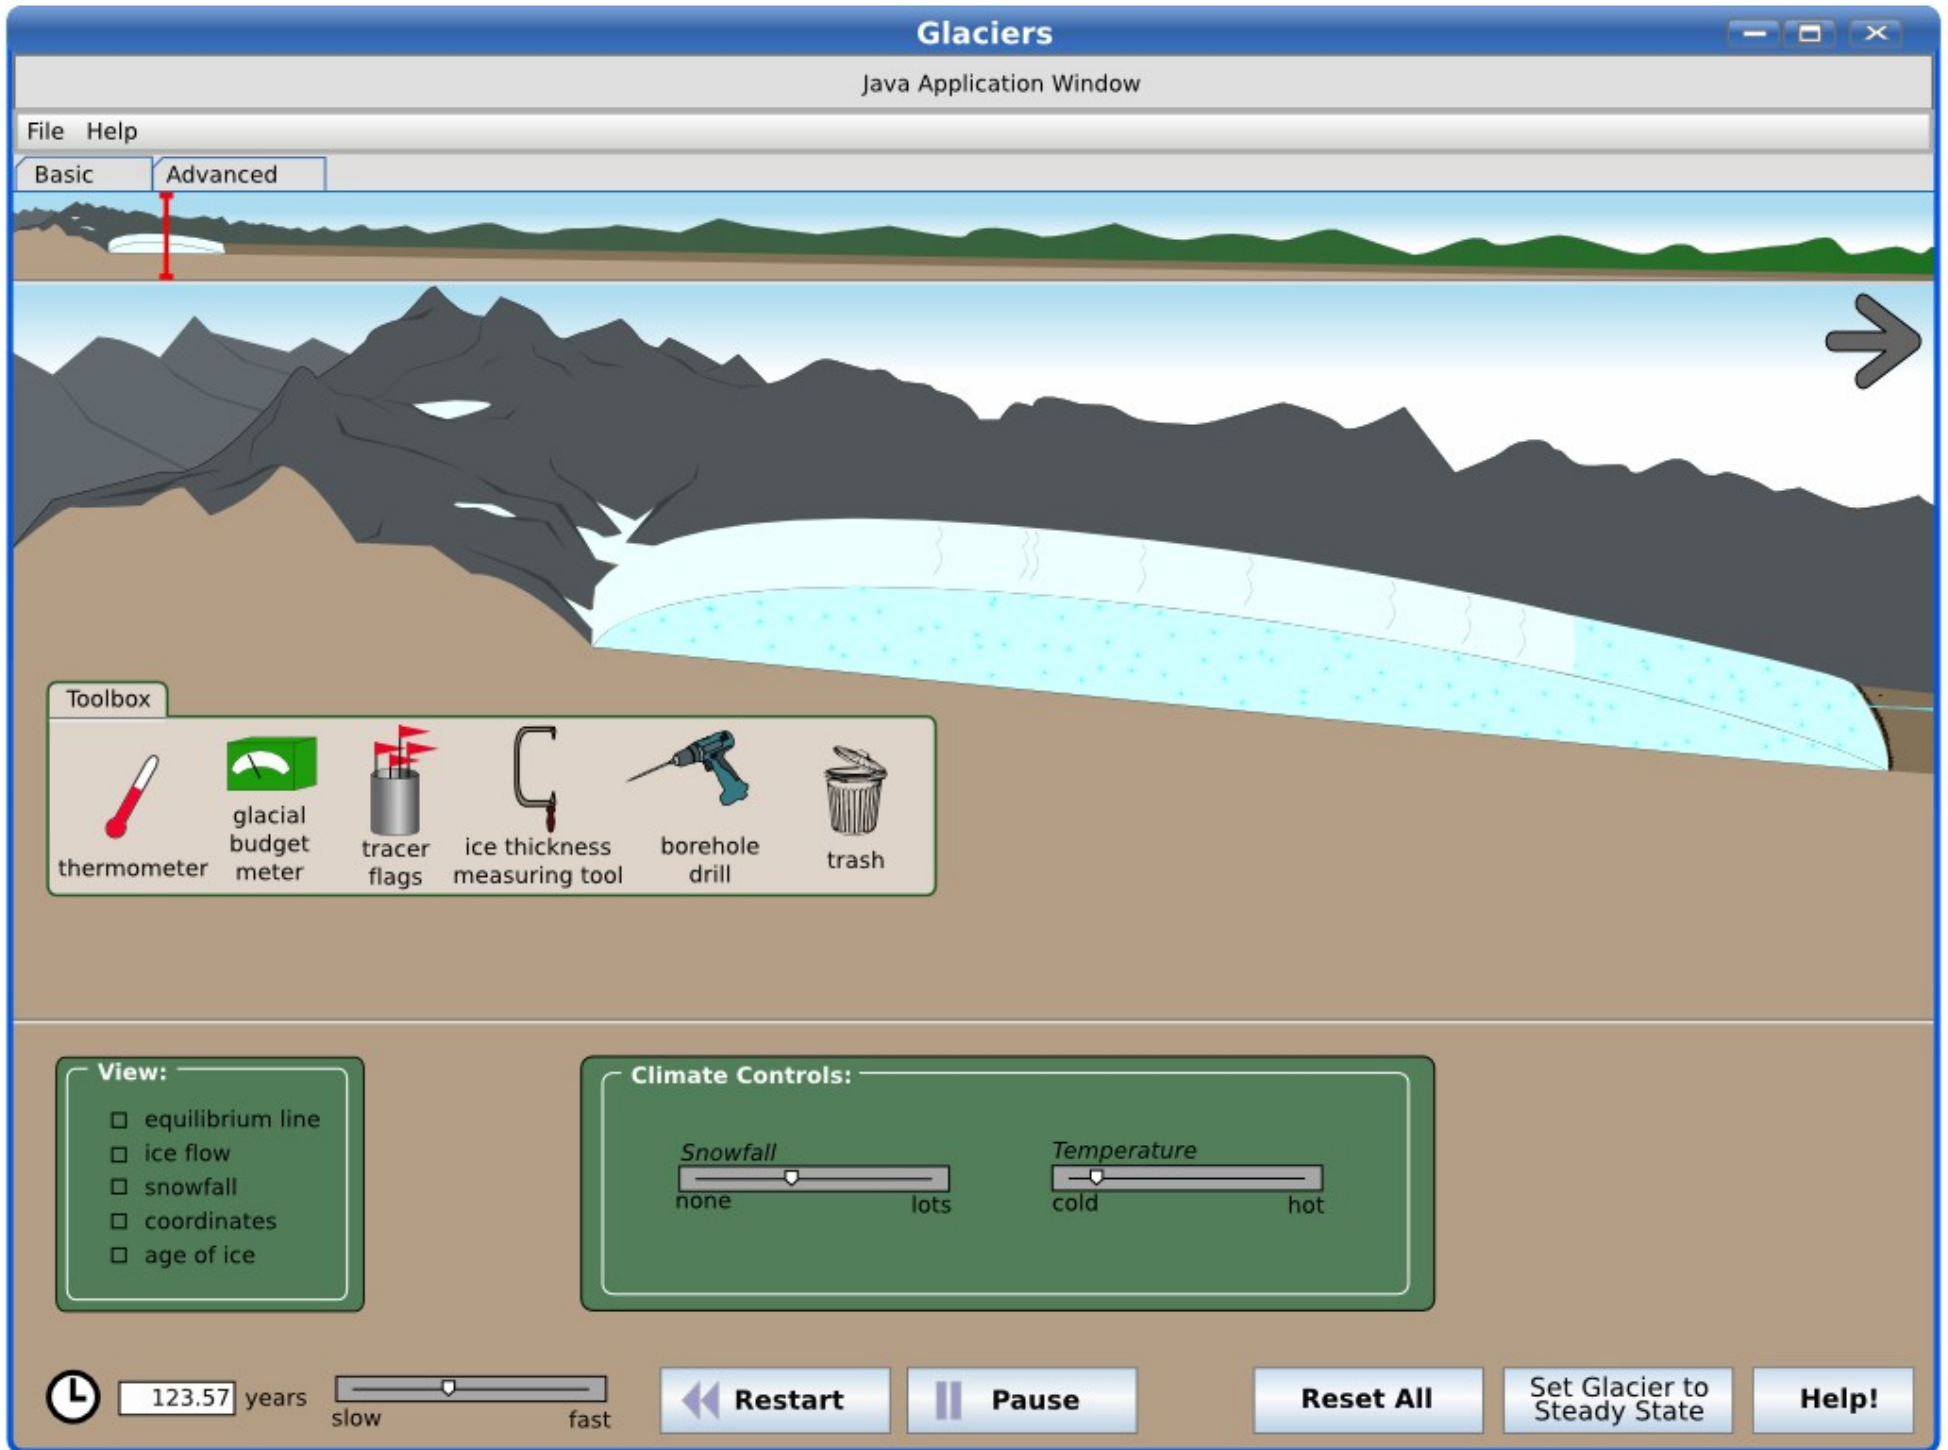 Glaciers
Java Application Window
File Help
Basic Advanced
Toolbox
thermometer
glacial
budget
meter
tracer
flags
ice thickness
measuring tool
borehole
drill
trash
View:
equilibrium line
ice flow
snowfall
coordinates
age of ice
Climate Controls:
Snowfall
none lots
Temperature
cold hot
123.57 years
slow fast
Restart
Pause
Reset All
Set Glacier to
Steady State
Help!